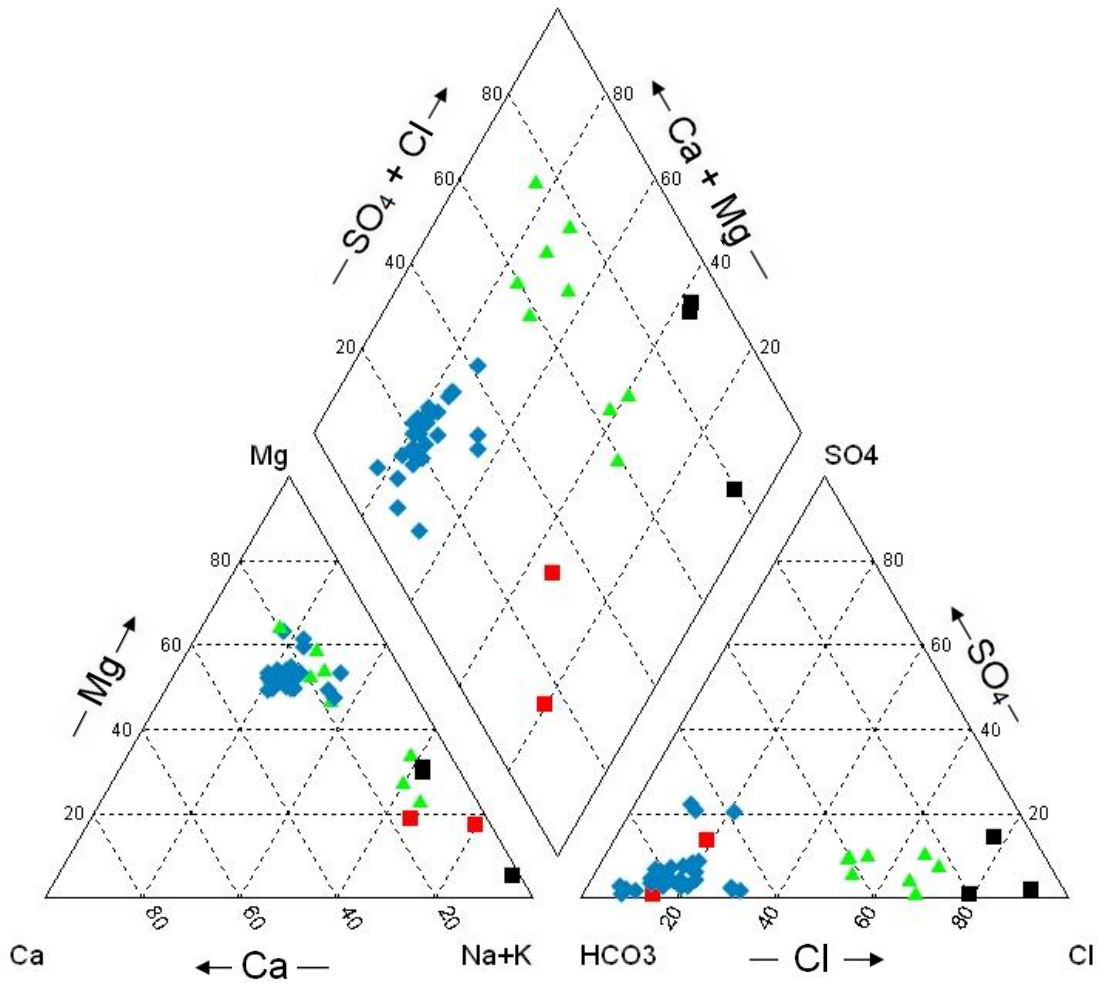 80 80
— SO₄ + Cl →
← Ca + Mg —
60 60
40 40
20 20
Mg SO4
80 80
— Mg →
← SO₄ —
60 60
40 40
20 20
80 60 40 20
20 40 60 80
Ca ← Ca — Na+K HCO3 — Cl → Cl